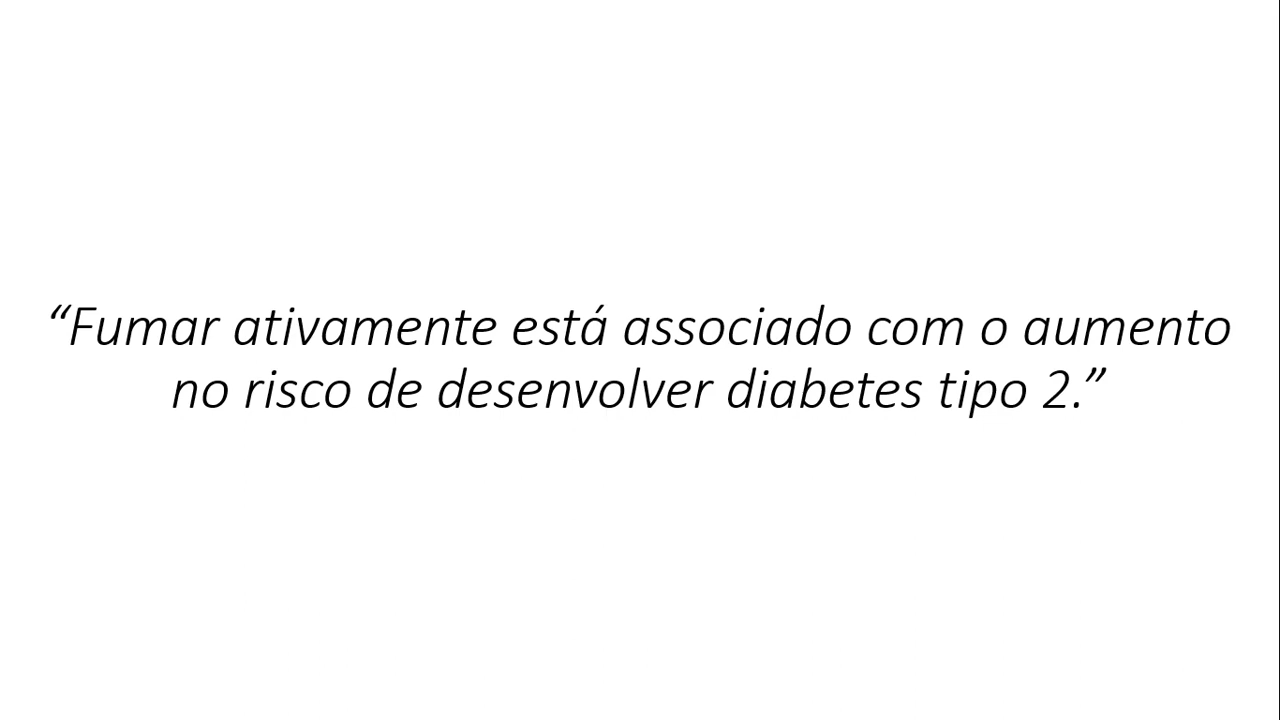 “Fumar ativamente está associado com o aumento
no risco de desenvolver diabetes tipo 2.”